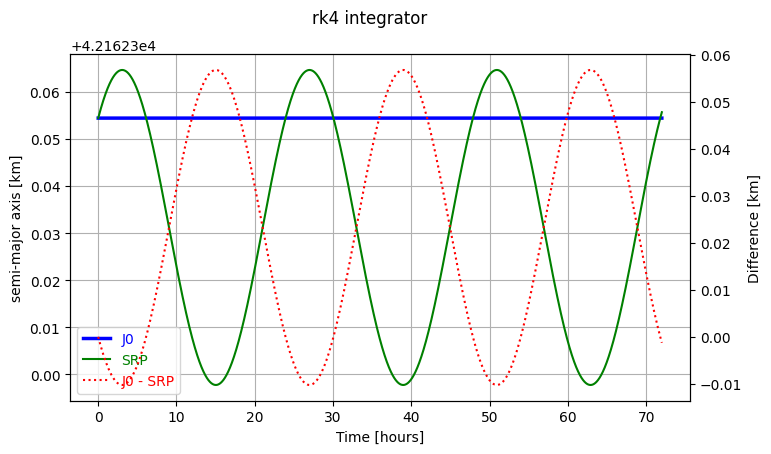 rk4 integrator
+4.21623e4
0.06
0.05
0.04
0.03
0.02
0.01
0.00
semi-major axis [km]
0.06
0.05
0.04
0.03
0.02
0.01
0.00
−0.01
Difference [km]
J0
SRP
J0 - SRP
0 10 20 30 40 50 60 70
Time [hours]